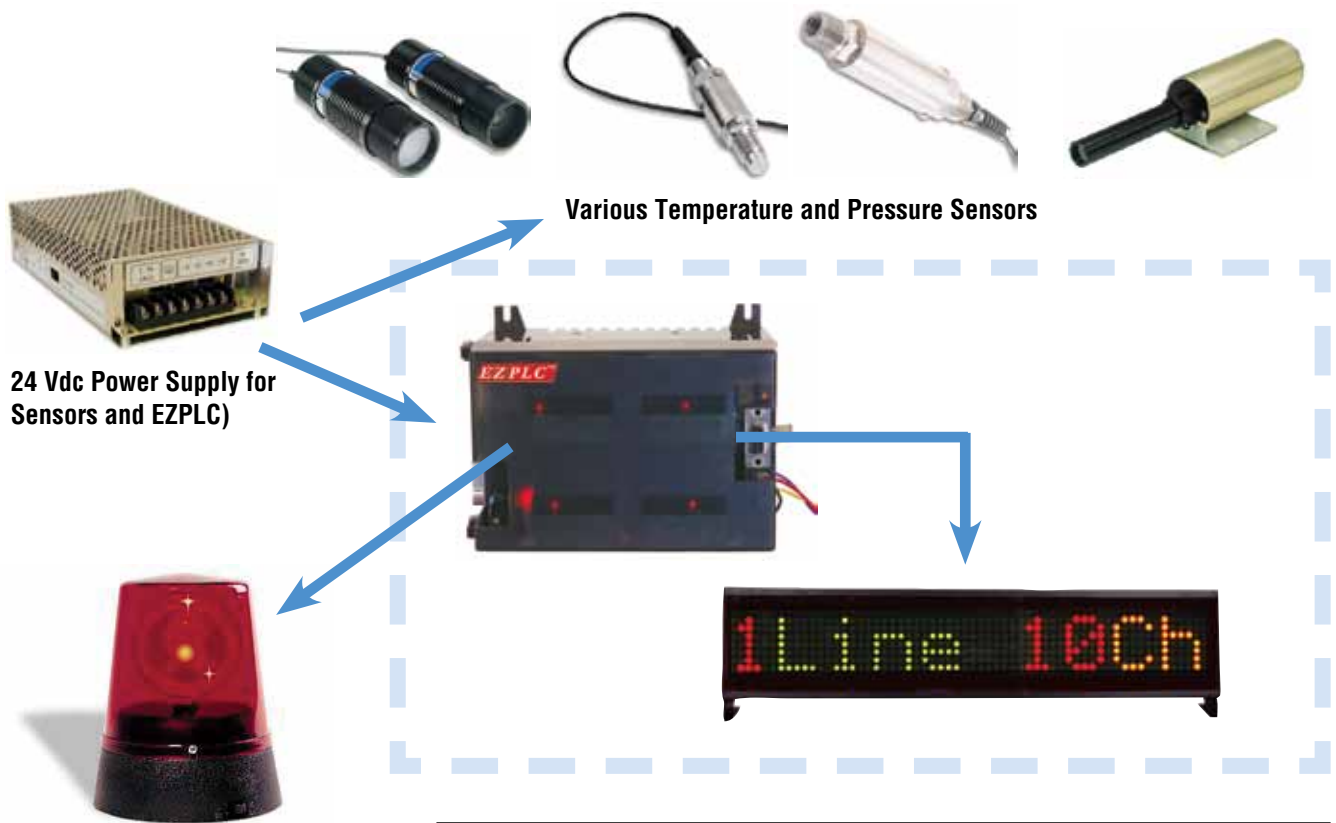 Various Temperature and Pressure Sensors
24 Vdc Power Supply for
Sensors and EZPLC)
EZPLC
1Line 10Ch